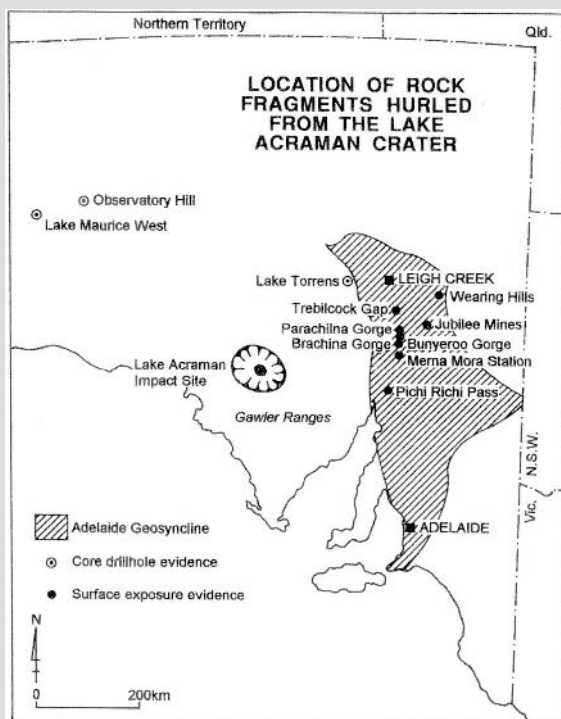 Northern Territory
Qld.
LOCATION OF ROCK
FRAGMENTS HURLED
FROM THE LAKE
ACRAMAN CRATER
Observatory Hill
Lake Maurice West
Lake Torrens
LEIGH CREEK
Wearing Hills
Trebilcock Gap
Jubilee Mines
Parachilna Gorge
Brachina Gorge
Bunyeroo Gorge
Merna Mora Station
Lake Acraman
Impact Site
Pichi Richi Pass
Gawler Ranges
N.S.W.
Vic.
Adelaide Geosyncline
ADELAIDE
Core drillhole evidence
Surface exposure evidence
N
0 200km